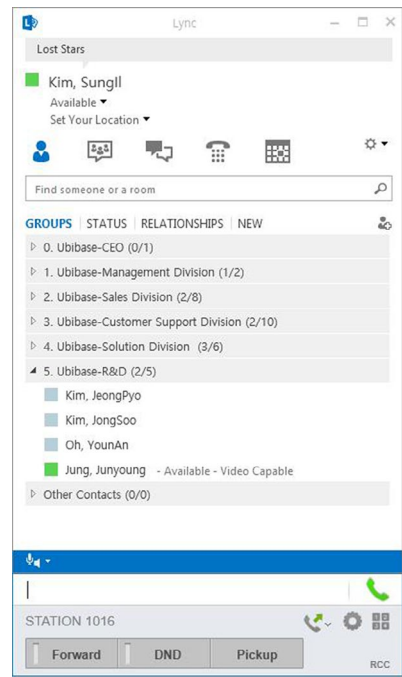 Lync
Lost Stars
Kim, SungIl
Available
Set Your Location
Find someone or a room
GROUPS STATUS RELATIONSHIPS NEW
0. Ubibase-CEO (0/1)
1. Ubibase-Management Division (1/2)
2. Ubibase-Sales Division (2/8)
3. Ubibase-Customer Support Division (2/10)
4. Ubibase-Solution Division (3/6)
5. Ubibase-R&D (2/5)
Kim, JeongPyo
Kim, JongSoo
Oh, YounAn
Jung, Junyoung - Available - Video Capable
Other Contacts (0/0)
STATION 1016
Forward DND Pickup
RCC